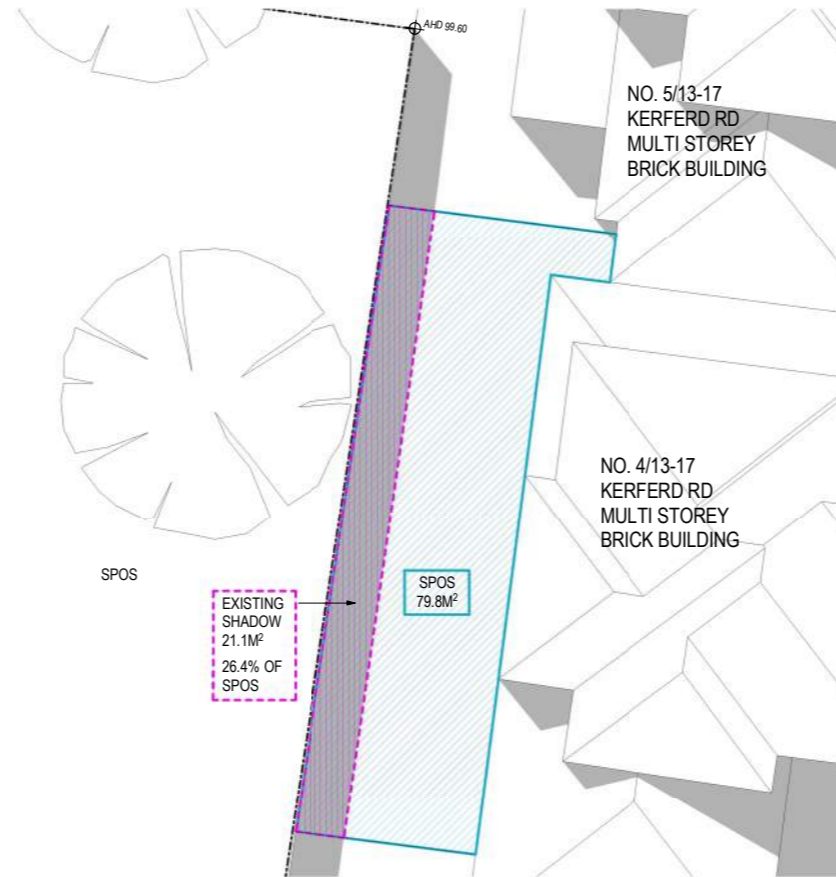 AHD 99.60
NO. 5/13-17
KERFERD RD
MULTI STOREY
BRICK BUILDING
NO. 4/13-17
KERFERD RD
MULTI STOREY
BRICK BUILDING
SPOS
SPOS
79.8M²
EXISTING
SHADOW
21.1M²
26.4% OF
SPOS